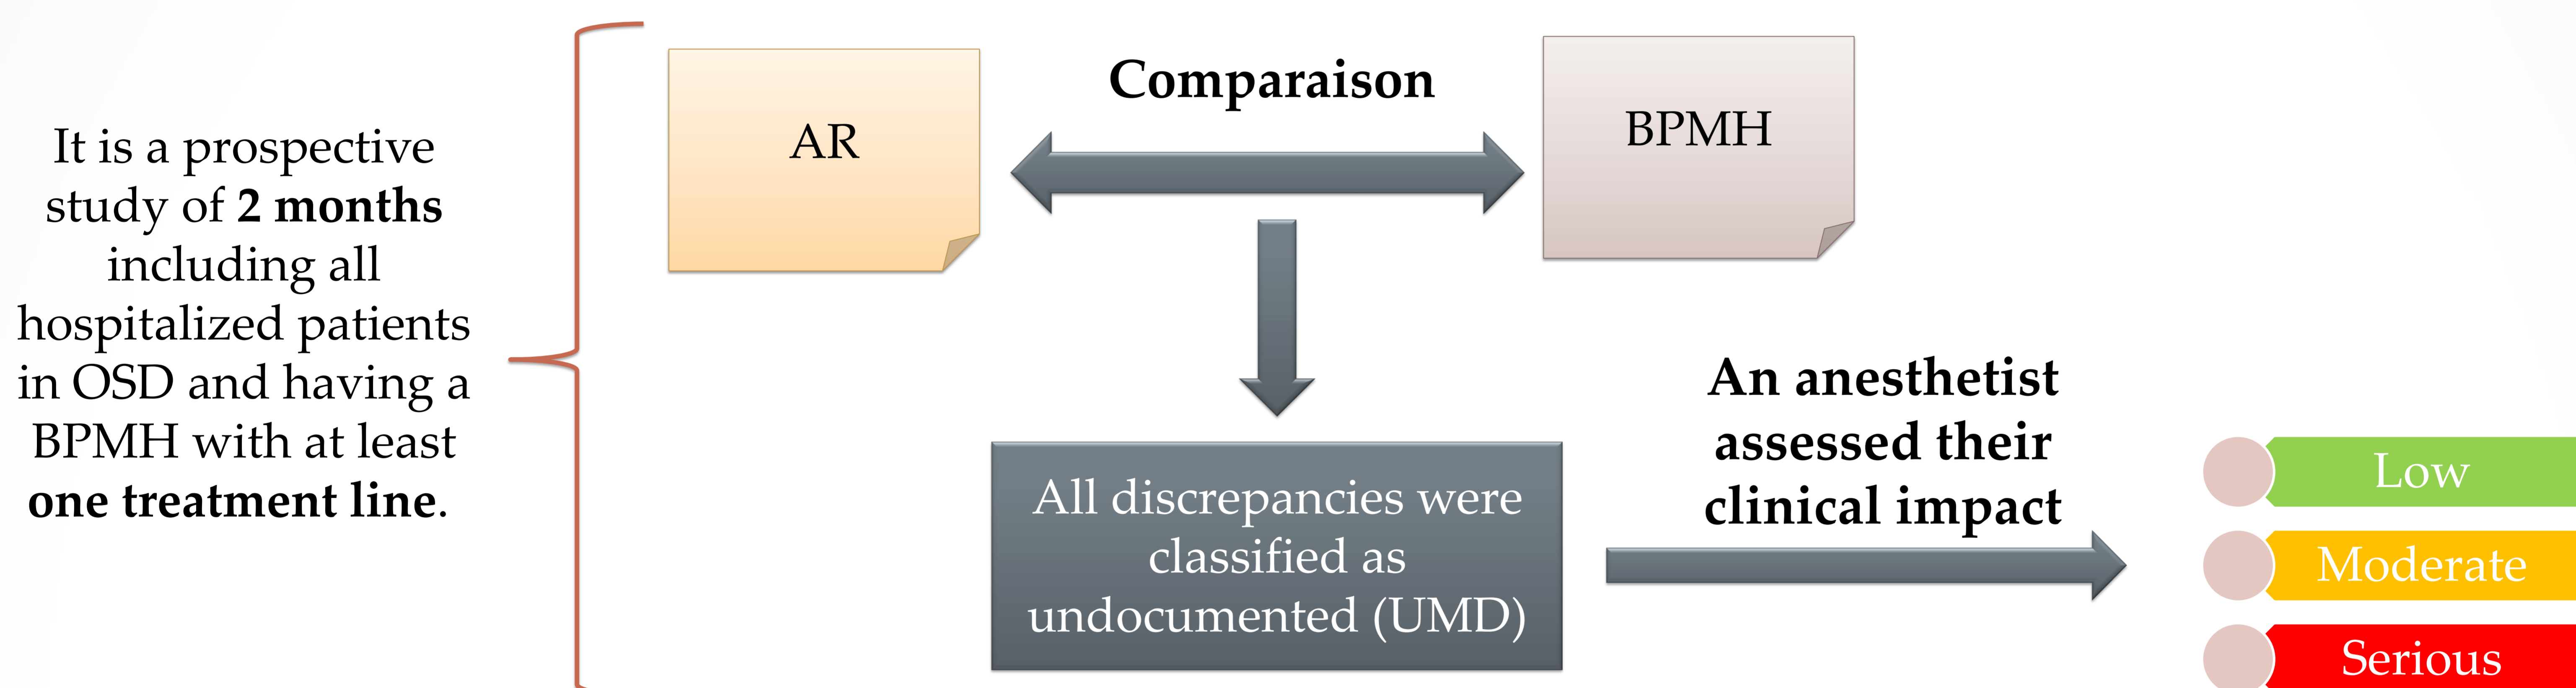 It is a prospective
study of 2 months
including all
hospitalized patients
in OSD and having a
BPMH with at least
one treatment line.
AR
Comparaison
BPMH
All discrepancies were
classified as
undocumented (UMD)
An anesthetist
assessed their
clinical impact
Low
Moderate
Serious